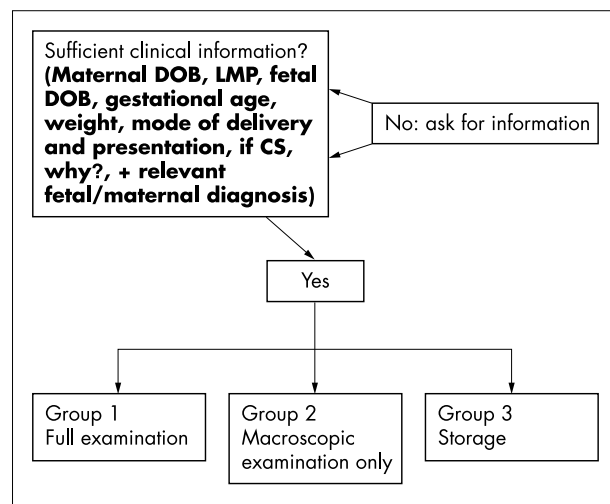 Sufficient clinical information?
(Maternal DOB, LMP, fetal
DOB, gestational age,
weight, mode of delivery
and presentation, if CS,
why?, + relevant
fetal/maternal diagnosis)
No: ask for information
Yes
Group 1
Full examination
Group 2
Macroscopic
examination only
Group 3
Storage